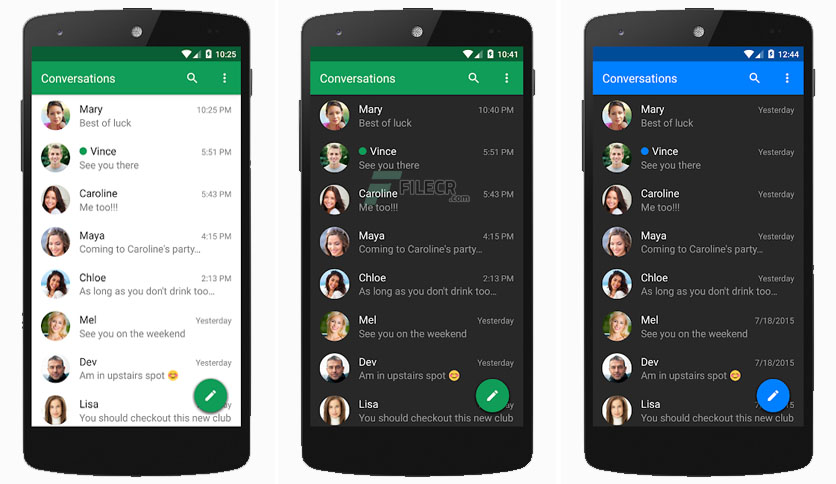 10:25
Conversations
Mary 10:25 PM
Best of luck
Vince 5:51 PM
See you there
Caroline 5:43 PM
Me too!!!
Maya 4:15 PM
Coming to Caroline's party...
Chloe 2:13 PM
As long as you don't drink too...
Mel Yesterday
See you on the weekend
Dev Yesterday
Am in upstairs spot 😊
Lisa
You should checkout this new club
10:41
Conversations
Mary 10:40 PM
Best of luck
Vince 5:51 PM
See you there
Caroline 5:43 PM
Me too!!!
Maya 4:15 PM
Coming to Caroline's party...
Chloe 2:13 PM
As long as you don't drink too...
Mel Yesterday
See you on the weekend
Dev Yesterday
Am in upstairs spot 😊
Lisa
You should checkout this new club
FILECR
.com
12:44
Conversations
Mary Yesterday
Best of luck
Vince Yesterday
See you there
Caroline Yesterday
Me too!!!
Maya Yesterday
Coming to Caroline's party...
Chloe Yesterday
As long as you don't drink too...
Mel 7/18/2015
See you on the weekend
Dev 7/18/2015
Am in upstairs spot 😊
Lisa
You should checkout this new club